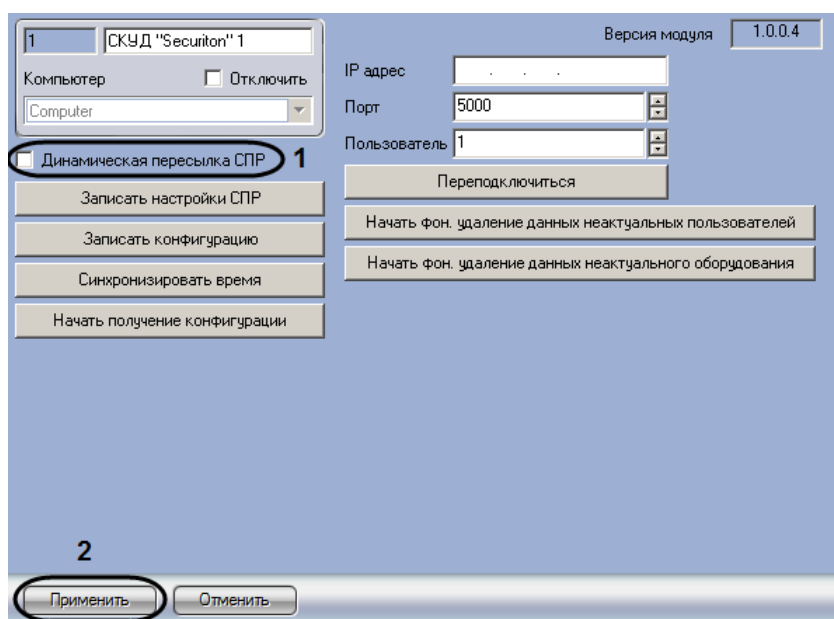 1 СКУД "Securiton" 1
Версия модуля 1.0.0.4
Компьютер Отключить
Computer
IP адрес . . .
Порт 5000
Пользователь 1
Динамическая пересылка СПР 1
Переподключиться
Записать настройки СПР
Начать фон. удаление данных неактуальных пользователей
Записать конфигурацию
Начать фон. удаление данных неактуального оборудования
Синхронизировать время
Начать получение конфигурации
2
Применить Отменить